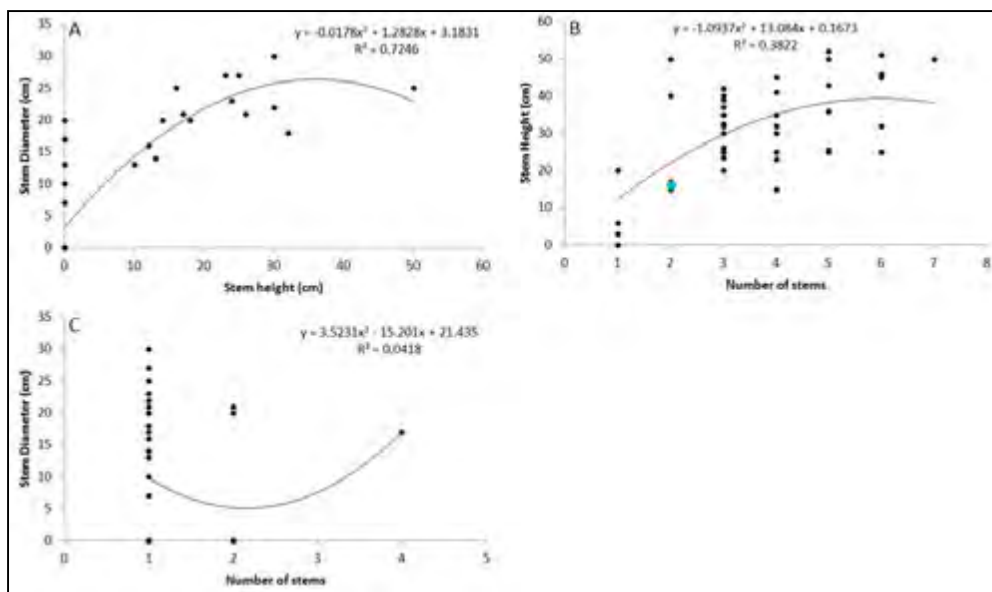 A
y = -0.0178x² + 1.2828x + 3.1831
R² = 0.7246
35
30
25
20
15
10
5
0
Stem Diameter (cm)
0 10 20 30 40 50 60
Stem height (cm)
B
y = -1.0937x² + 13.084x + 0.1673
R² = 0.3822
60
50
40
30
20
10
0
Stem Height (cm)
0 1 2 3 4 5 6 7 8
Number of stems
C
y = 3.5231x² - 15.201x + 21.435
R² = 0.0418
35
30
25
20
15
10
5
0
Stem Diameter (cm)
0 1 2 3 4 5
Number of stems